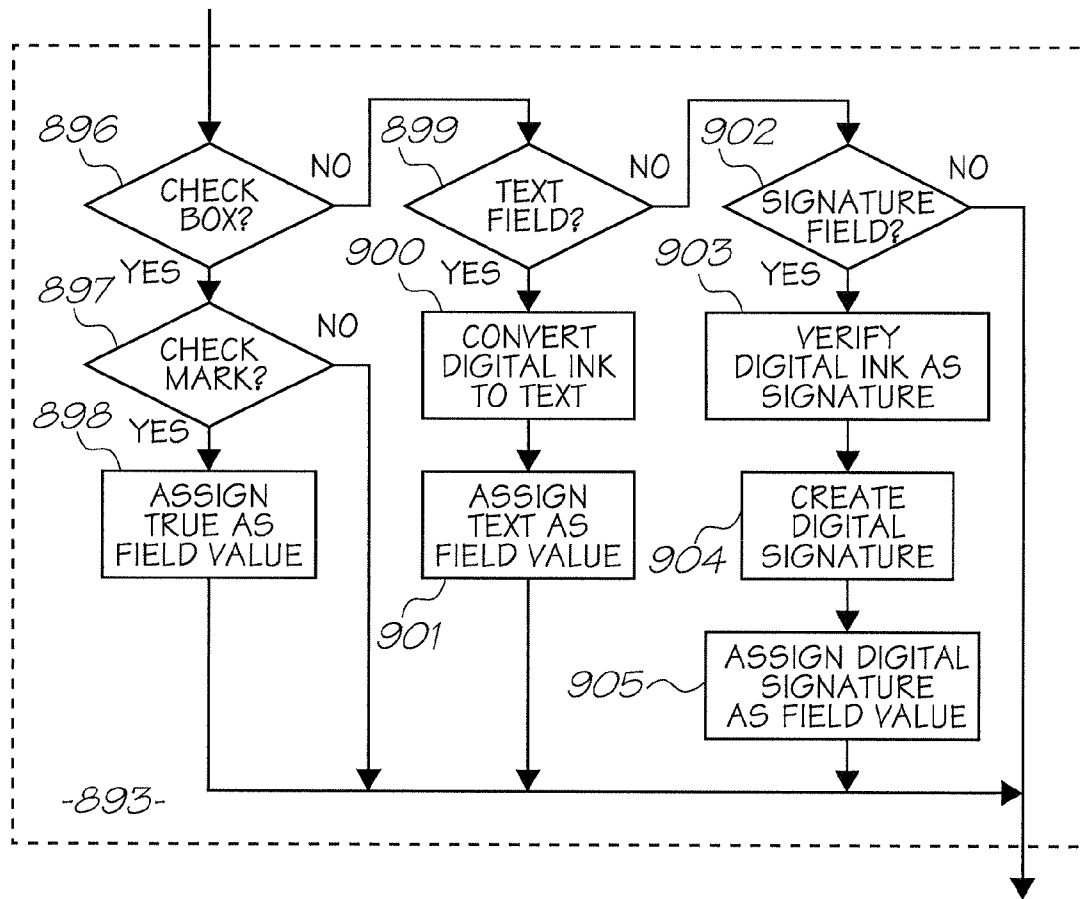 896
CHECK
BOX?
NO
YES
897
CHECK
MARK?
NO
YES
898
ASSIGN
TRUE AS
FIELD VALUE
899
TEXT
FIELD?
NO
YES
900
CONVERT
DIGITAL INK
TO TEXT
ASSIGN
TEXT AS
FIELD VALUE
901
902
SIGNATURE
FIELD?
NO
YES
903
VERIFY
DIGITAL INK AS
SIGNATURE
CREATE
DIGITAL
SIGNATURE
904
ASSIGN DIGITAL
SIGNATURE
AS FIELD VALUE
905
-893-